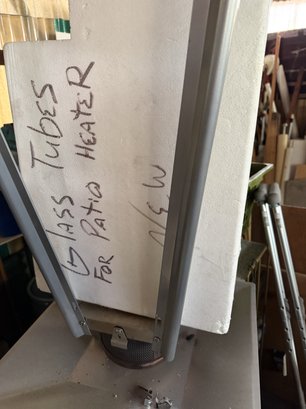 GLASS TUBES
FOR PATIO HEATER
NEW